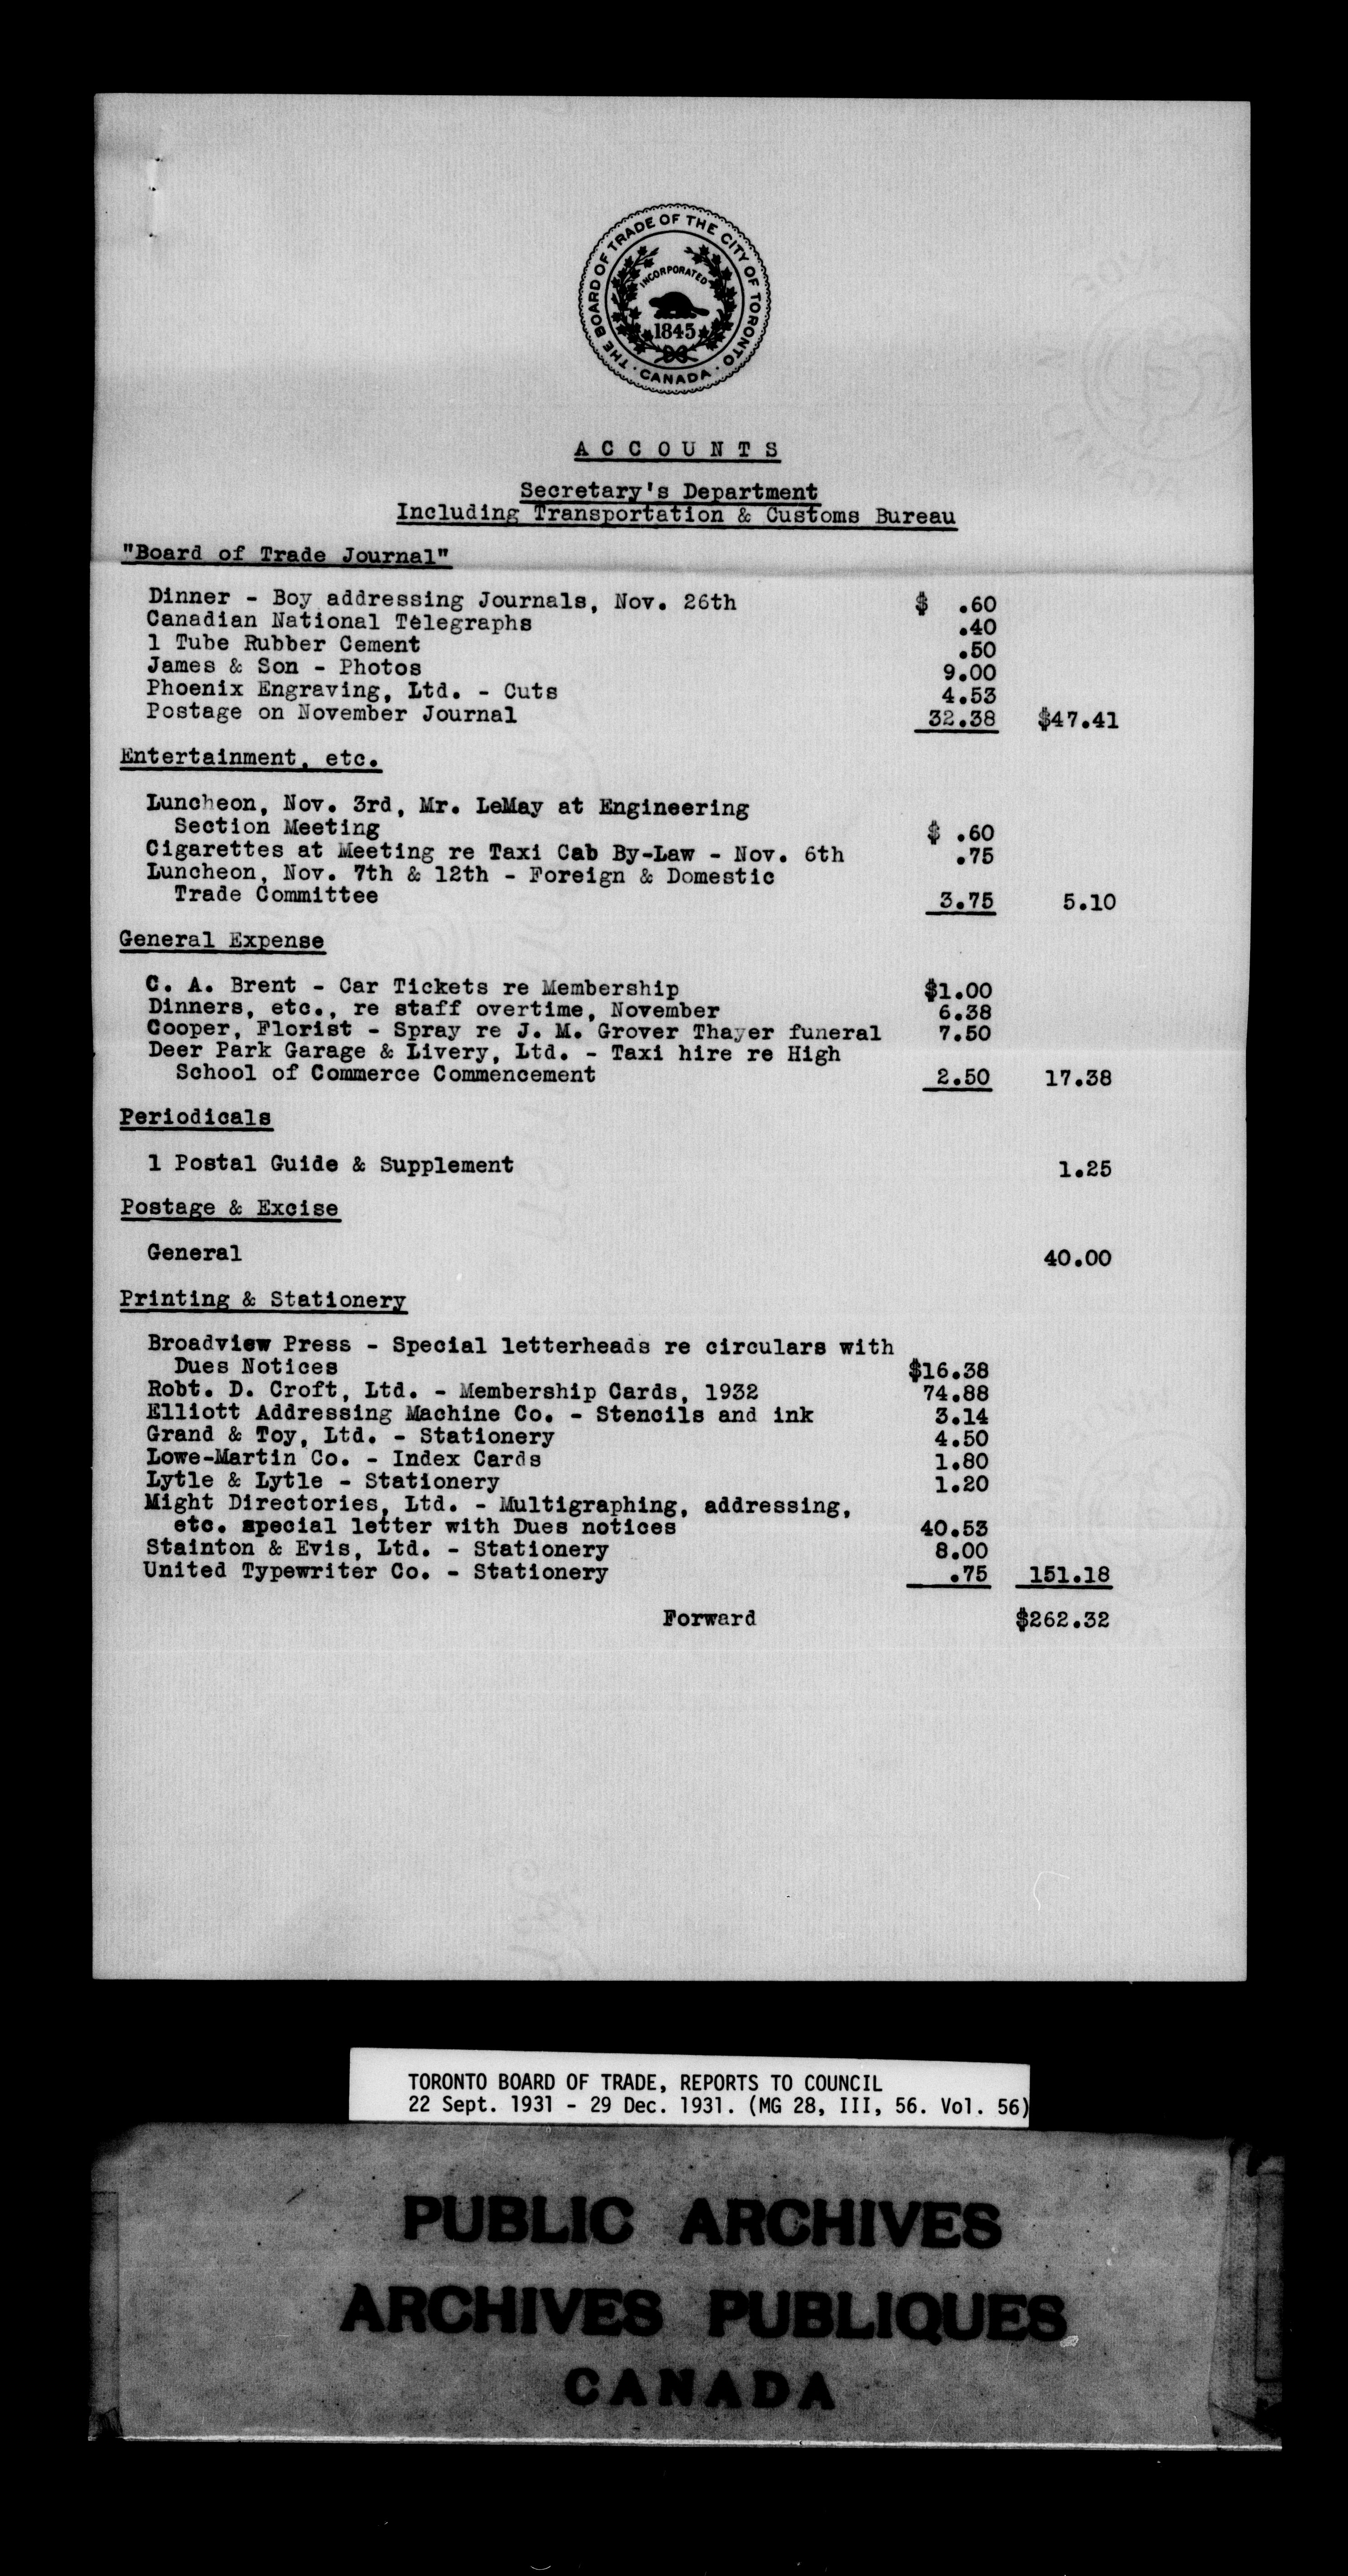 THE BOARD OF TRADE OF THE CITY OF TORONTO
· CANADA ·
INCORPORATED
1845
A C C O U N T S
Secretary's Department
Including Transportation & Customs Bureau
"Board of Trade Journal"
Dinner - Boy addressing Journals, Nov. 26th $ .60
Canadian National Telegraphs .40
1 Tube Rubber Cement .50
James & Son - Photos 9.00
Phoenix Engraving, Ltd. - Cuts 4.53
Postage on November Journal 32.38 $47.41
Entertainment, etc.
Luncheon, Nov. 3rd, Mr. LeMay at Engineering
Section Meeting $ .60
Cigarettes at Meeting re Taxi Cab By-Law - Nov. 6th .75
Luncheon, Nov. 7th & 12th - Foreign & Domestic
Trade Committee 3.75 5.10
General Expense
C. A. Brent - Car Tickets re Membership $1.00
Dinners, etc., re staff overtime, November 6.38
Cooper, Florist - Spray re J. M. Grover Thayer funeral 7.50
Deer Park Garage & Livery, Ltd. - Taxi hire re High
School of Commerce Commencement 2.50 17.38
Periodicals
1 Postal Guide & Supplement 1.25
Postage & Excise
General 40.00
Printing & Stationery
Broadview Press - Special letterheads re circulars with
Dues Notices $16.38
Robt. D. Croft, Ltd. - Membership Cards, 1932 74.88
Elliott Addressing Machine Co. - Stencils and ink 3.14
Grand & Toy, Ltd. - Stationery 4.50
Lowe-Martin Co. - Index Cards 1.80
Lytle & Lytle - Stationery 1.20
Might Directories, Ltd. - Multigraphing, addressing,
etc. special letter with Dues notices 40.53
Stainton & Evis, Ltd. - Stationery 8.00
United Typewriter Co. - Stationery .75 151.18
Forward $262.32
TORONTO BOARD OF TRADE, REPORTS TO COUNCIL
22 Sept. 1931 - 29 Dec. 1931. (MG 28, III, 56. Vol. 56)
PUBLIC ARCHIVES
ARCHIVES PUBLIQUES
CANADA